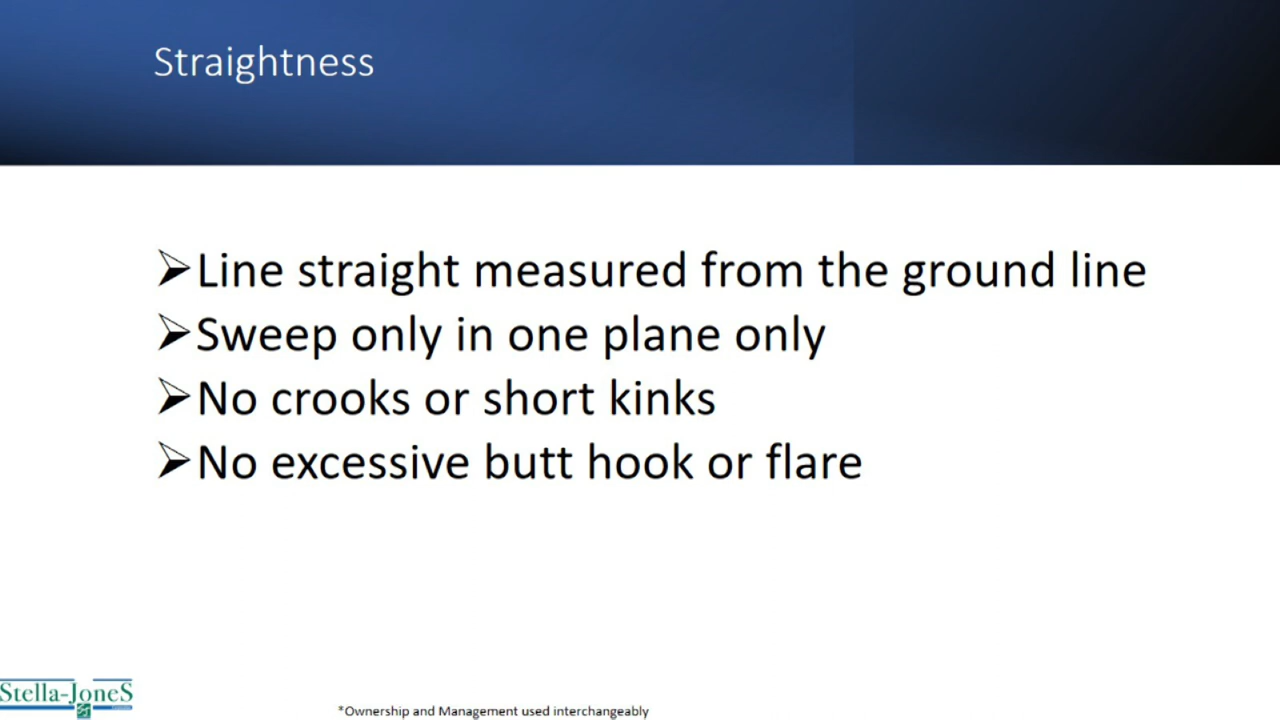 Straightness
➢Line straight measured from the ground line
➢Sweep only in one plane only
➢No crooks or short kinks
➢No excessive butt hook or flare
Stella-JoneS
*Ownership and Management used interchangeably